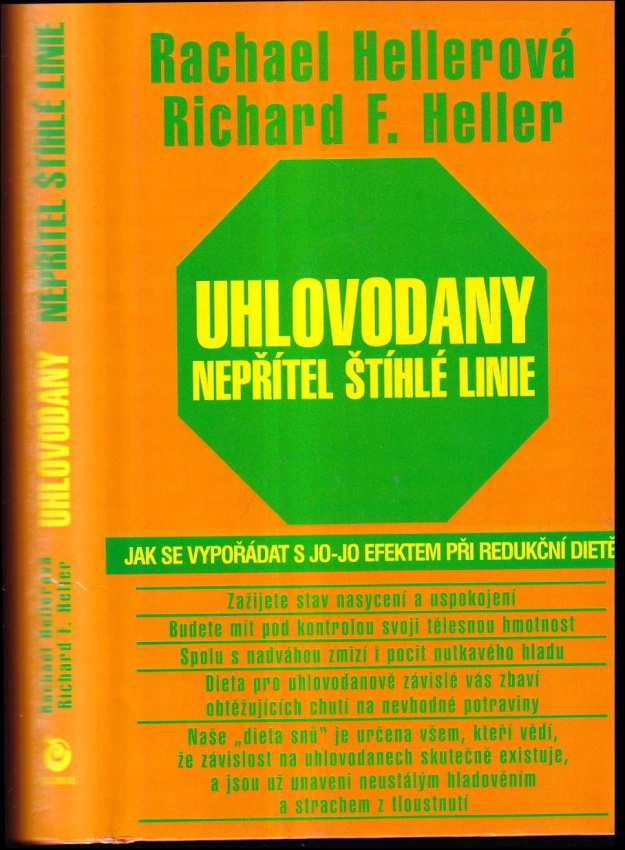 Rachael Hellerová
Richard F. Heller
UHLOVODANY
NEPŘÍTEL ŠTÍHLÉ LINIE
JAK SE VYPOŘÁDAT S JO-JO EFEKTEM PŘI REDUKČNÍ DIETĚ
Zažijete stav nasycení a uspokojení
Budete mít pod kontrolou svoji tělesnou hmotnost
Spolu s nadváhou zmizí i pocit nutkavého hladu
Dieta pro uhlovodanově závislé vás zbaví
obtěžujících chutí na nevhodné potraviny
Naše „dieta snů" je určena všem, kteří vědí,
že závislost na uhlovodanech skutečně existuje,
a jsou už unaveni neustálým hladověním
a strachem z tloustnutí
Rachael Hellerová
Richard F. Heller
UHLOVODANY NEPŘÍTEL ŠTÍHLÉ LINIE